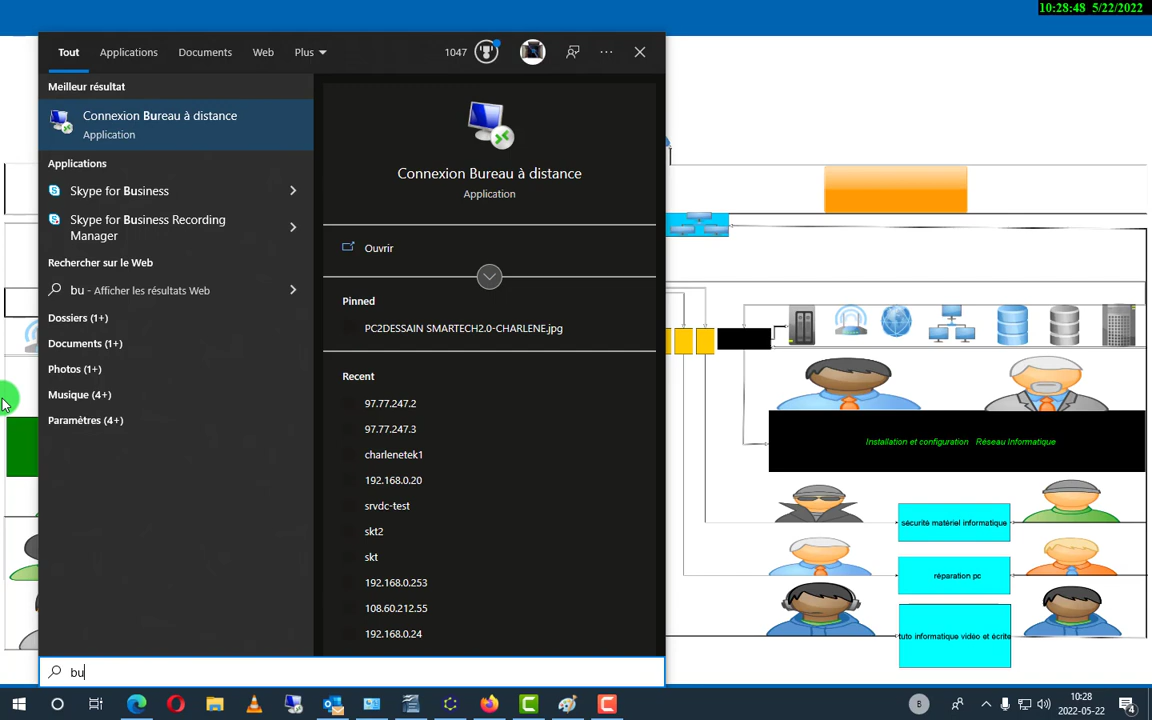 10:28:48 5/22/2022
Tout Applications Documents Web Plus 1047
Meilleur résultat
Connexion Bureau à distance
Application
Applications
Skype for Business
Skype for Business Recording
Manager
Rechercher sur le Web
bu - Afficher les résultats Web
Dossiers (1+)
Documents (1+)
Photos (1+)
Musique (4+)
Paramètres (4+)
Connexion Bureau à distance
Application
Ouvrir
Pinned
PC2DESSAIN SMARTECH2.0-CHARLENE.jpg
Recent
97.77.247.2
97.77.247.3
charlenetek1
192.168.0.20
srvdc-test
skt2
skt
192.168.0.253
108.60.212.55
192.168.0.24
bu
Installation et configuration Réseau Informatique
sécurité matériel informatique
réparation pc
tuto informatique vidéo et écrite
B
10:28
2022-05-22
4